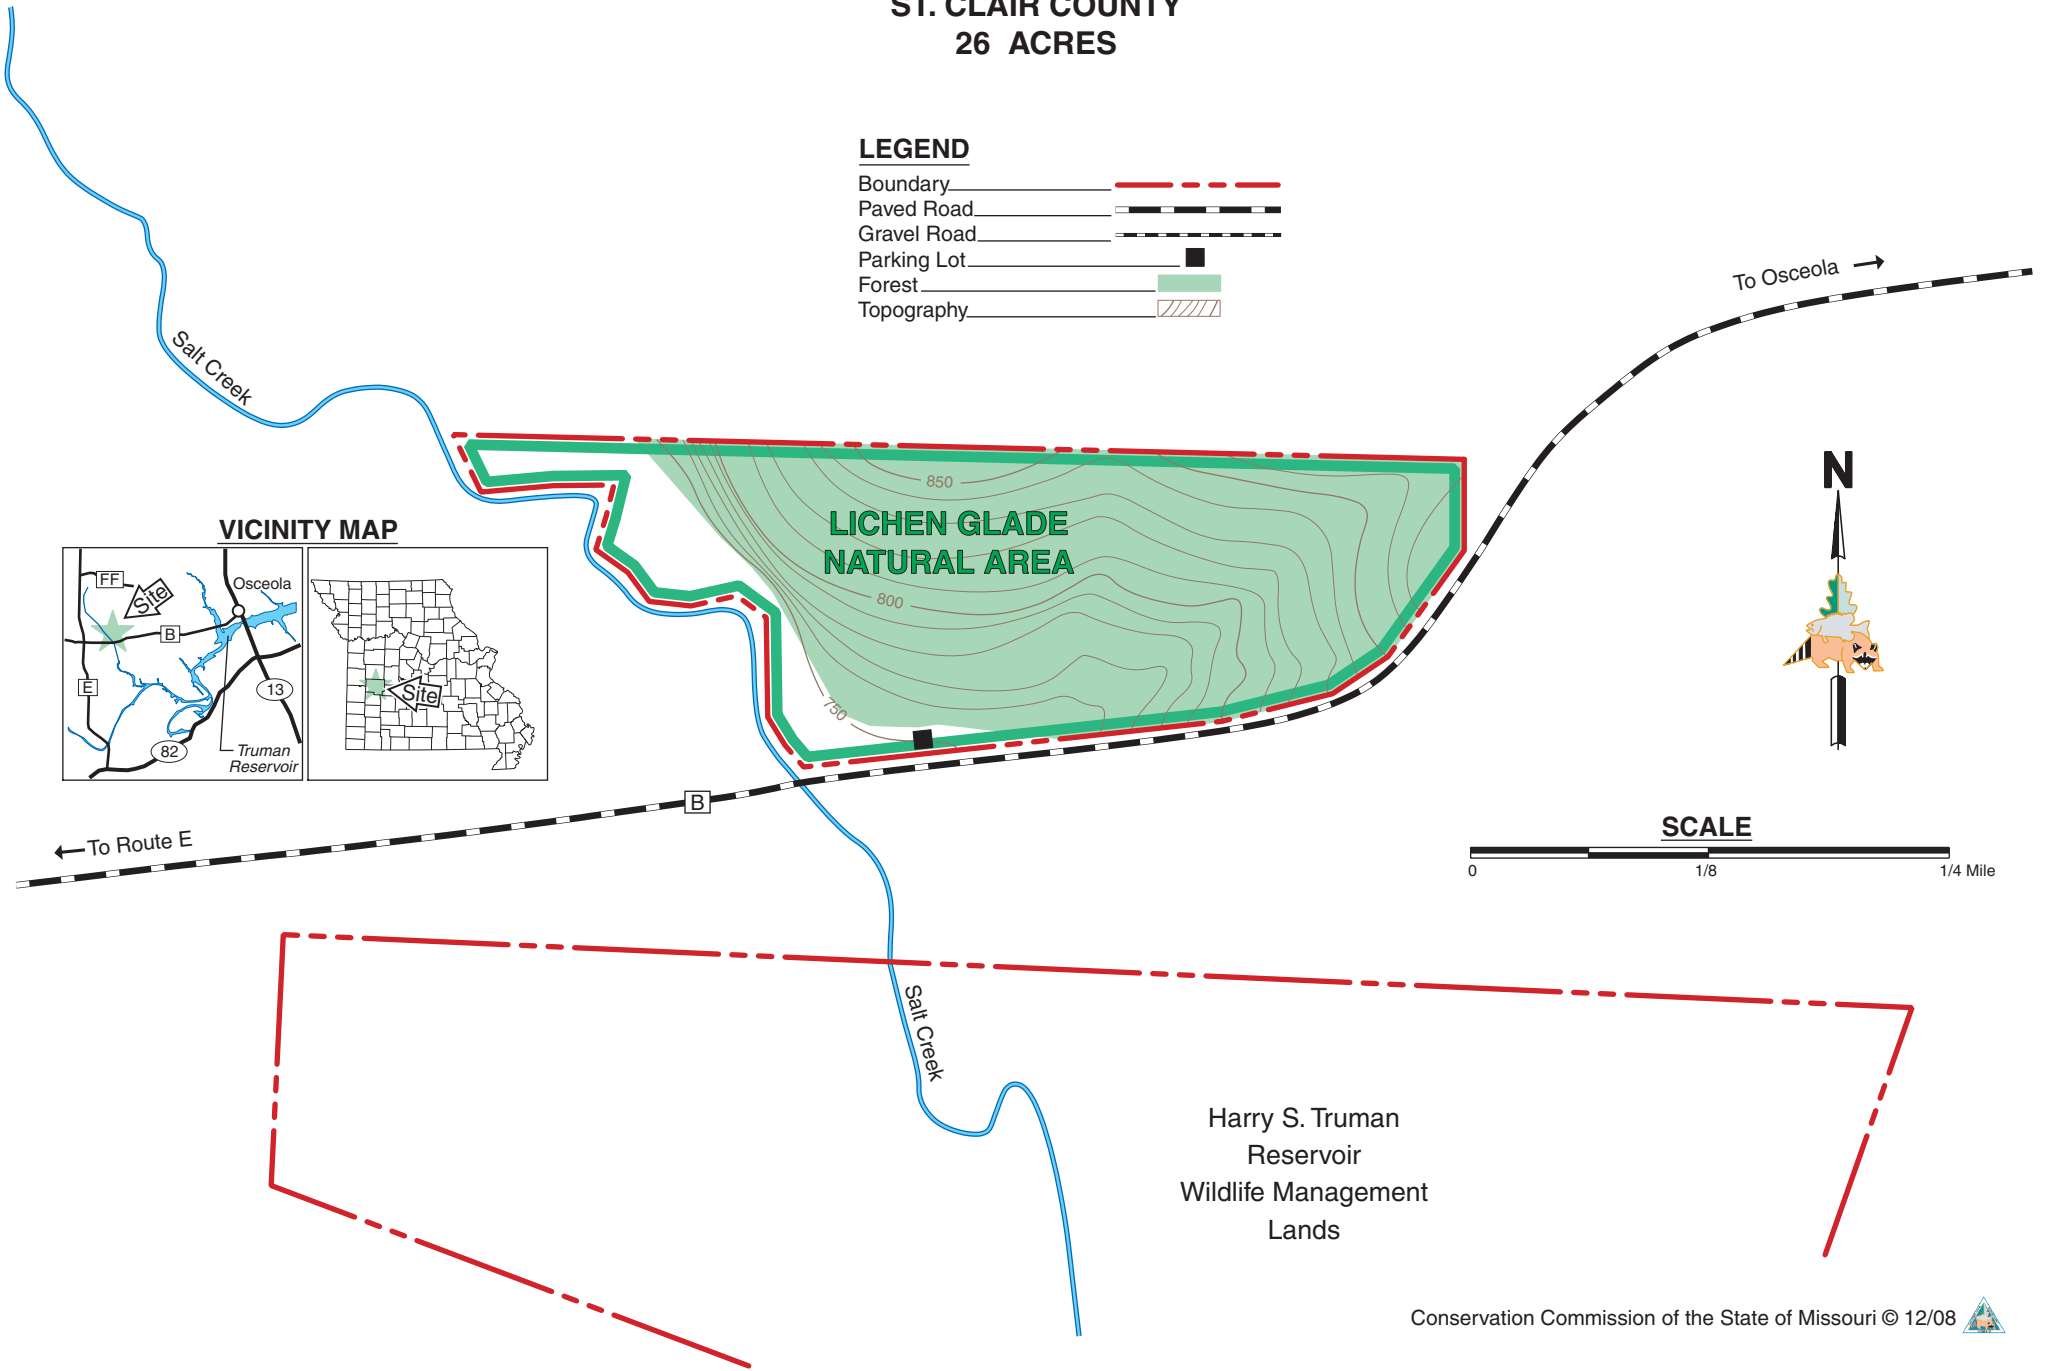 ST. CLAIR COUNTY
26 ACRES
LEGEND
Boundary
Paved Road
Gravel Road
Parking Lot
Forest
Topography
To Osceola
Salt Creek
850
LICHEN GLADE
NATURAL AREA
800
750
N
VICINITY MAP
FF
Site
Osceola
B
E
13
82
Truman
Reservoir
Site
B
To Route E
SCALE
0 1/8 1/4 Mile
Salt Creek
Harry S. Truman
Reservoir
Wildlife Management
Lands
Conservation Commission of the State of Missouri © 12/08